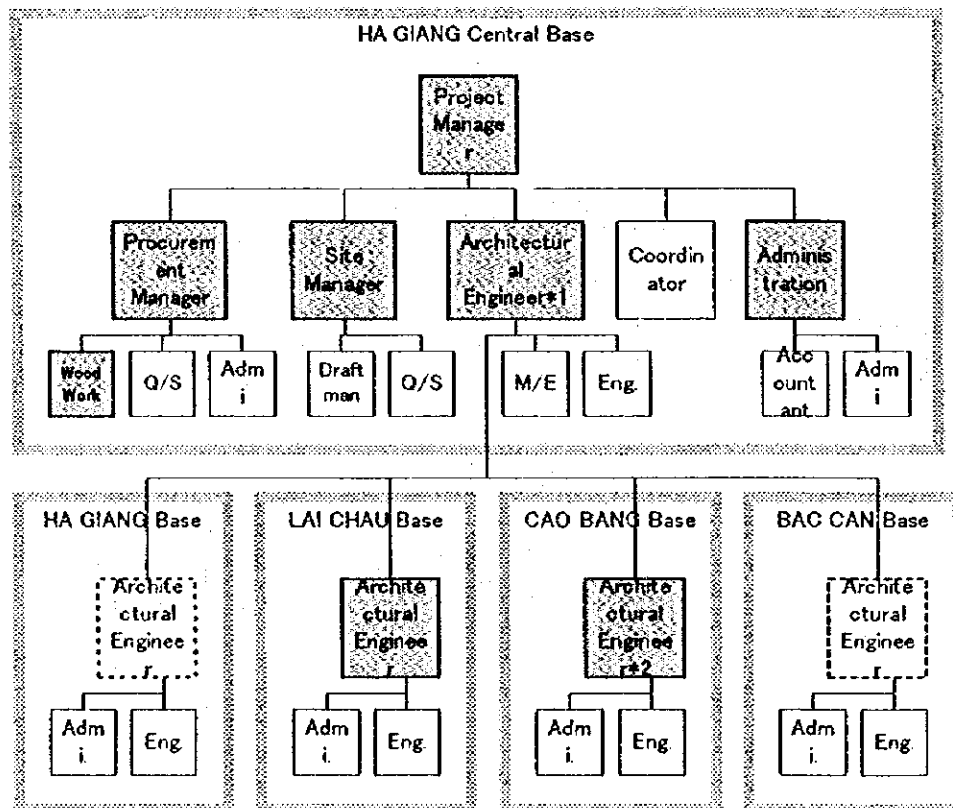 HA GIANG Central Base
Project
Manage
r
Procurem
ent
Manager
Site
Manager
Architectur
al
Engineer*1
Coordin
ator
Adminis
tration
Wood
Work
Q/S
Adm
i
Draft
man
Q/S
M/E
Eng.
Aco
ount
ant
Adm
i
HA GIANG Base
LAI CHAU Base
CAO BANG Base
BAC CAN Base
Archite
ctural
Enginee
r
Archite
ctural
Enginee
r
Archite
ctural
Enginee
r*2
Archite
ctural
Enginee
r
Adm
i.
Eng.
Adm
i.
Eng.
Adm
i.
Eng.
Adm
i.
Eng.